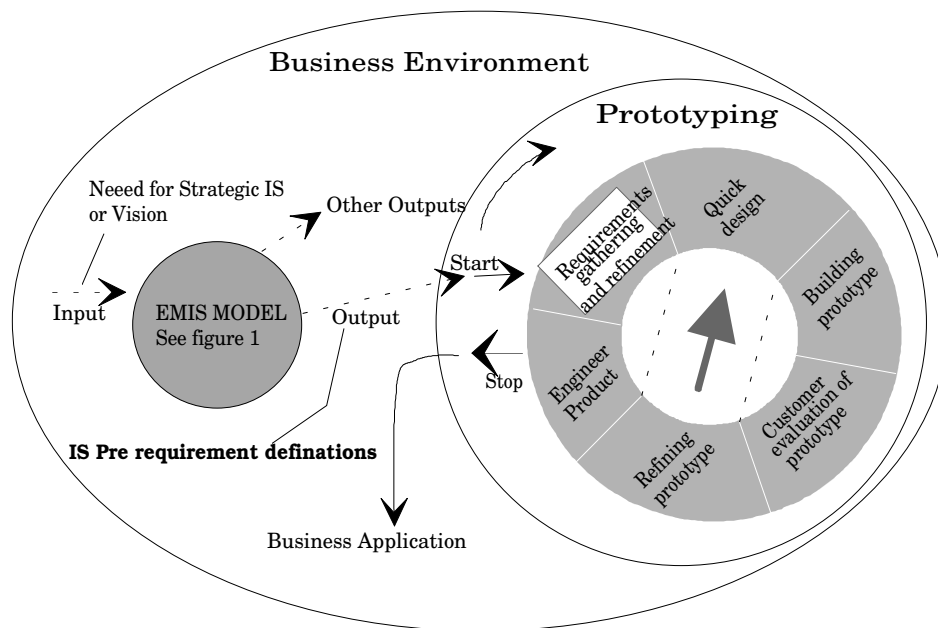 Business Environment
Prototyping
Neeed for Strategic IS
or Vision
Other Outputs
Input
EMIS MODEL
See figure 1
Output
Start
Stop
IS Pre requirement definations
Business Application
Requirements
gathering
and refinement
Quick
design
Building
prototype
Customer
evaluation of
prototype
Refining
prototype
Engineer
Product